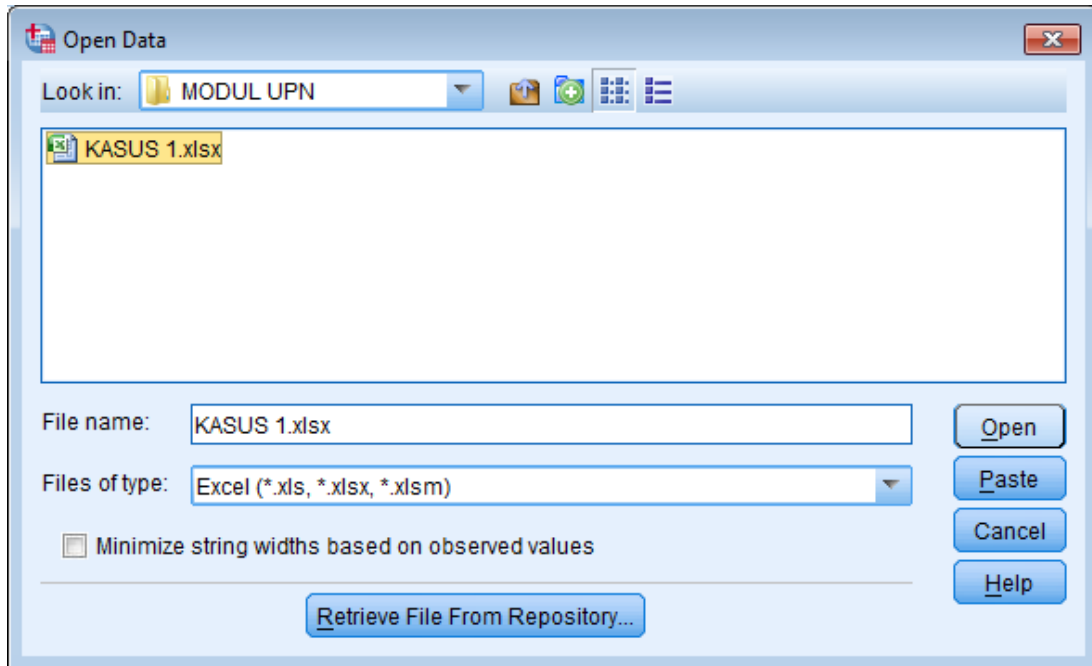 Open Data
Look in: MODUL UPN
KASUS 1.xlsx
File name: KASUS 1.xlsx
Open
Files of type: Excel (*.xls, *.xlsx, *.xlsm)
Paste
Minimize string widths based on observed values
Cancel
Help
Retrieve File From Repository...